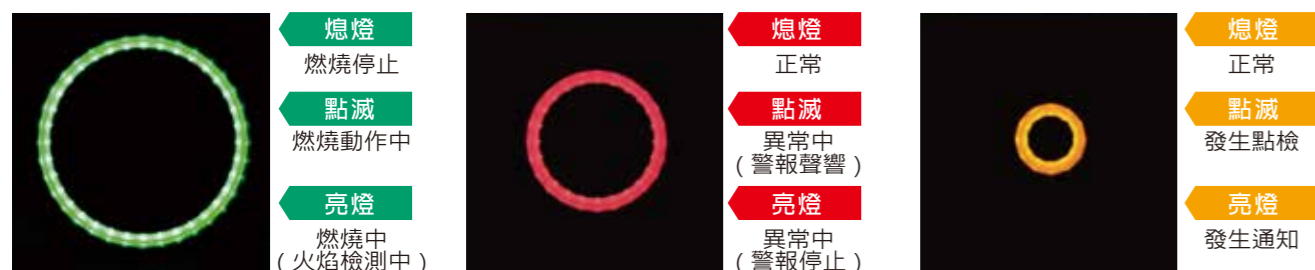 熄燈
燃燒停止
點滅
燃燒動作中
亮燈
燃燒中
(火焰檢測中)
熄燈
正常
點滅
異常中
(警報聲響)
亮燈
異常中
(警報停止)
熄燈
正常
點滅
發生點檢
亮燈
發生通知